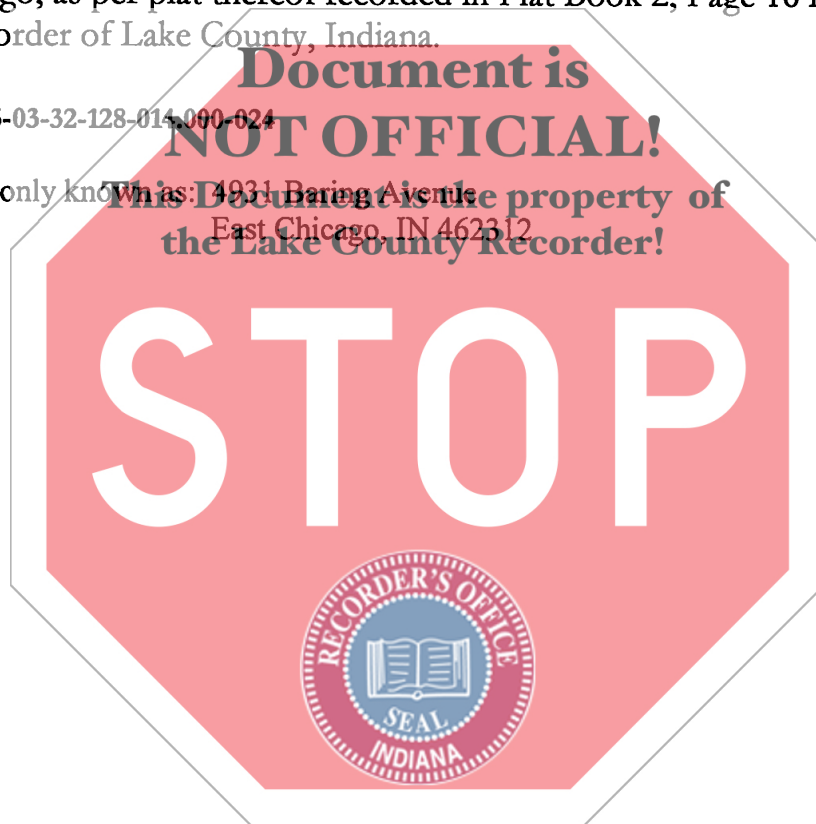 go, as per plat thereof recorded in Plat Book 2, Page 10
order of Lake County, Indiana.
Document is
-03-32-128-014.000-024
NOT OFFICIAL!
only known as: 4931 Baring Avenue
This Document is the property of
East Chicago, IN 462312
the Lake County Recorder!
STOP
RECORDER'S OFFICE
SEAL
INDIANA